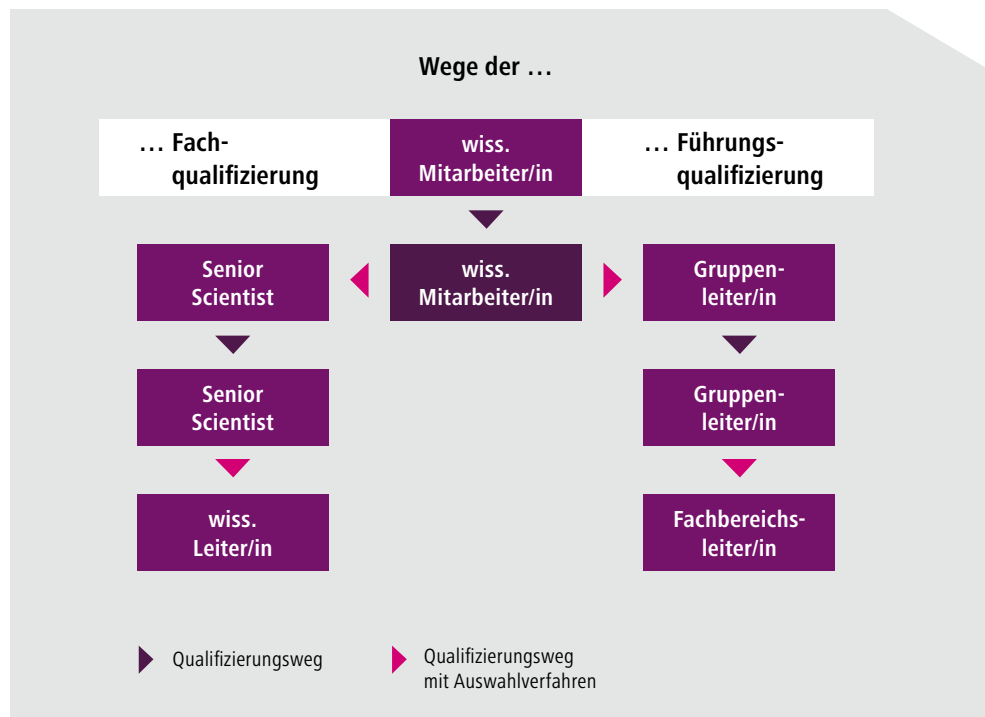 Wege der …
… Fach-
qualifizierung
wiss.
Mitarbeiter/in
… Führungs-
qualifizierung
Senior
Scientist
wiss.
Mitarbeiter/in
Gruppen-
leiter/in
Senior
Scientist
Gruppen-
leiter/in
wiss.
Leiter/in
Fachbereichs-
leiter/in
Qualifizierungsweg
Qualifizierungsweg
mit Auswahlverfahren